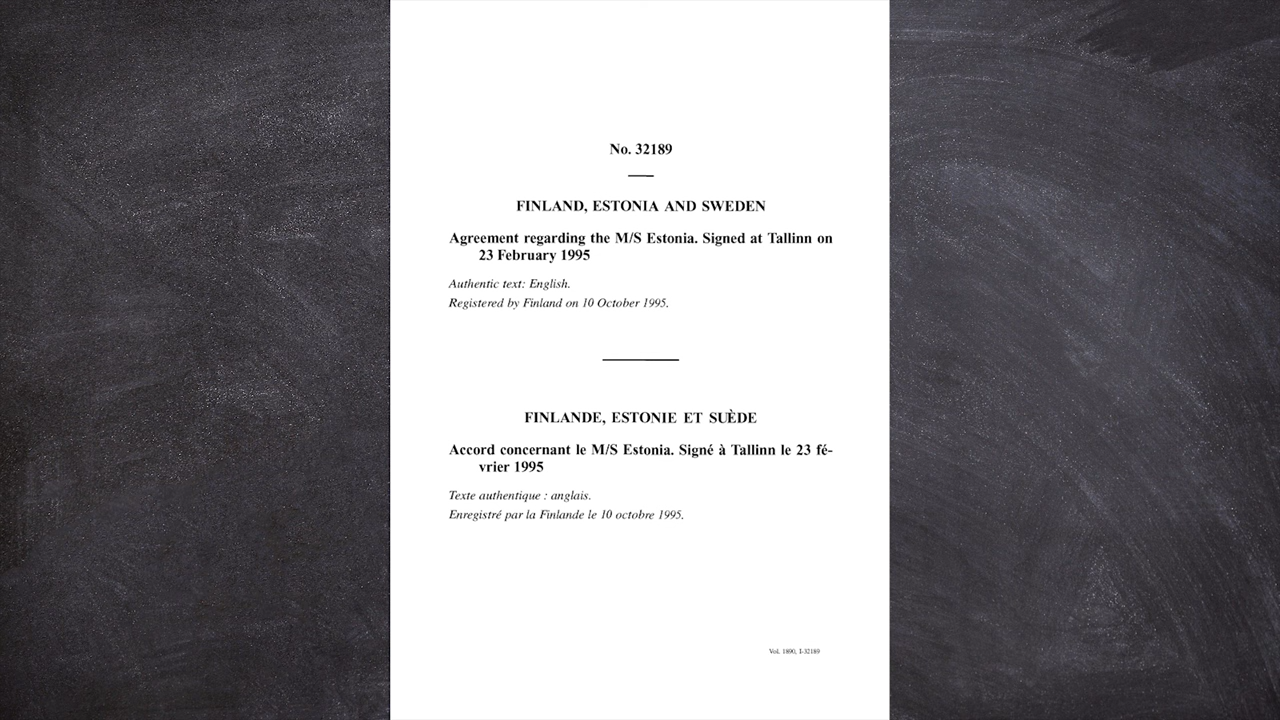 No. 32189
FINLAND, ESTONIA AND SWEDEN
Agreement regarding the M/S Estonia. Signed at Tallinn on
23 February 1995
Authentic text: English.
Registered by Finland on 10 October 1995.
FINLANDE, ESTONIE ET SUÈDE
Accord concernant le M/S Estonia. Signé à Tallinn le 23 fé-
vrier 1995
Texte authentique : anglais.
Enregistré par la Finlande le 10 octobre 1995.
Vol. 1890, I-32189